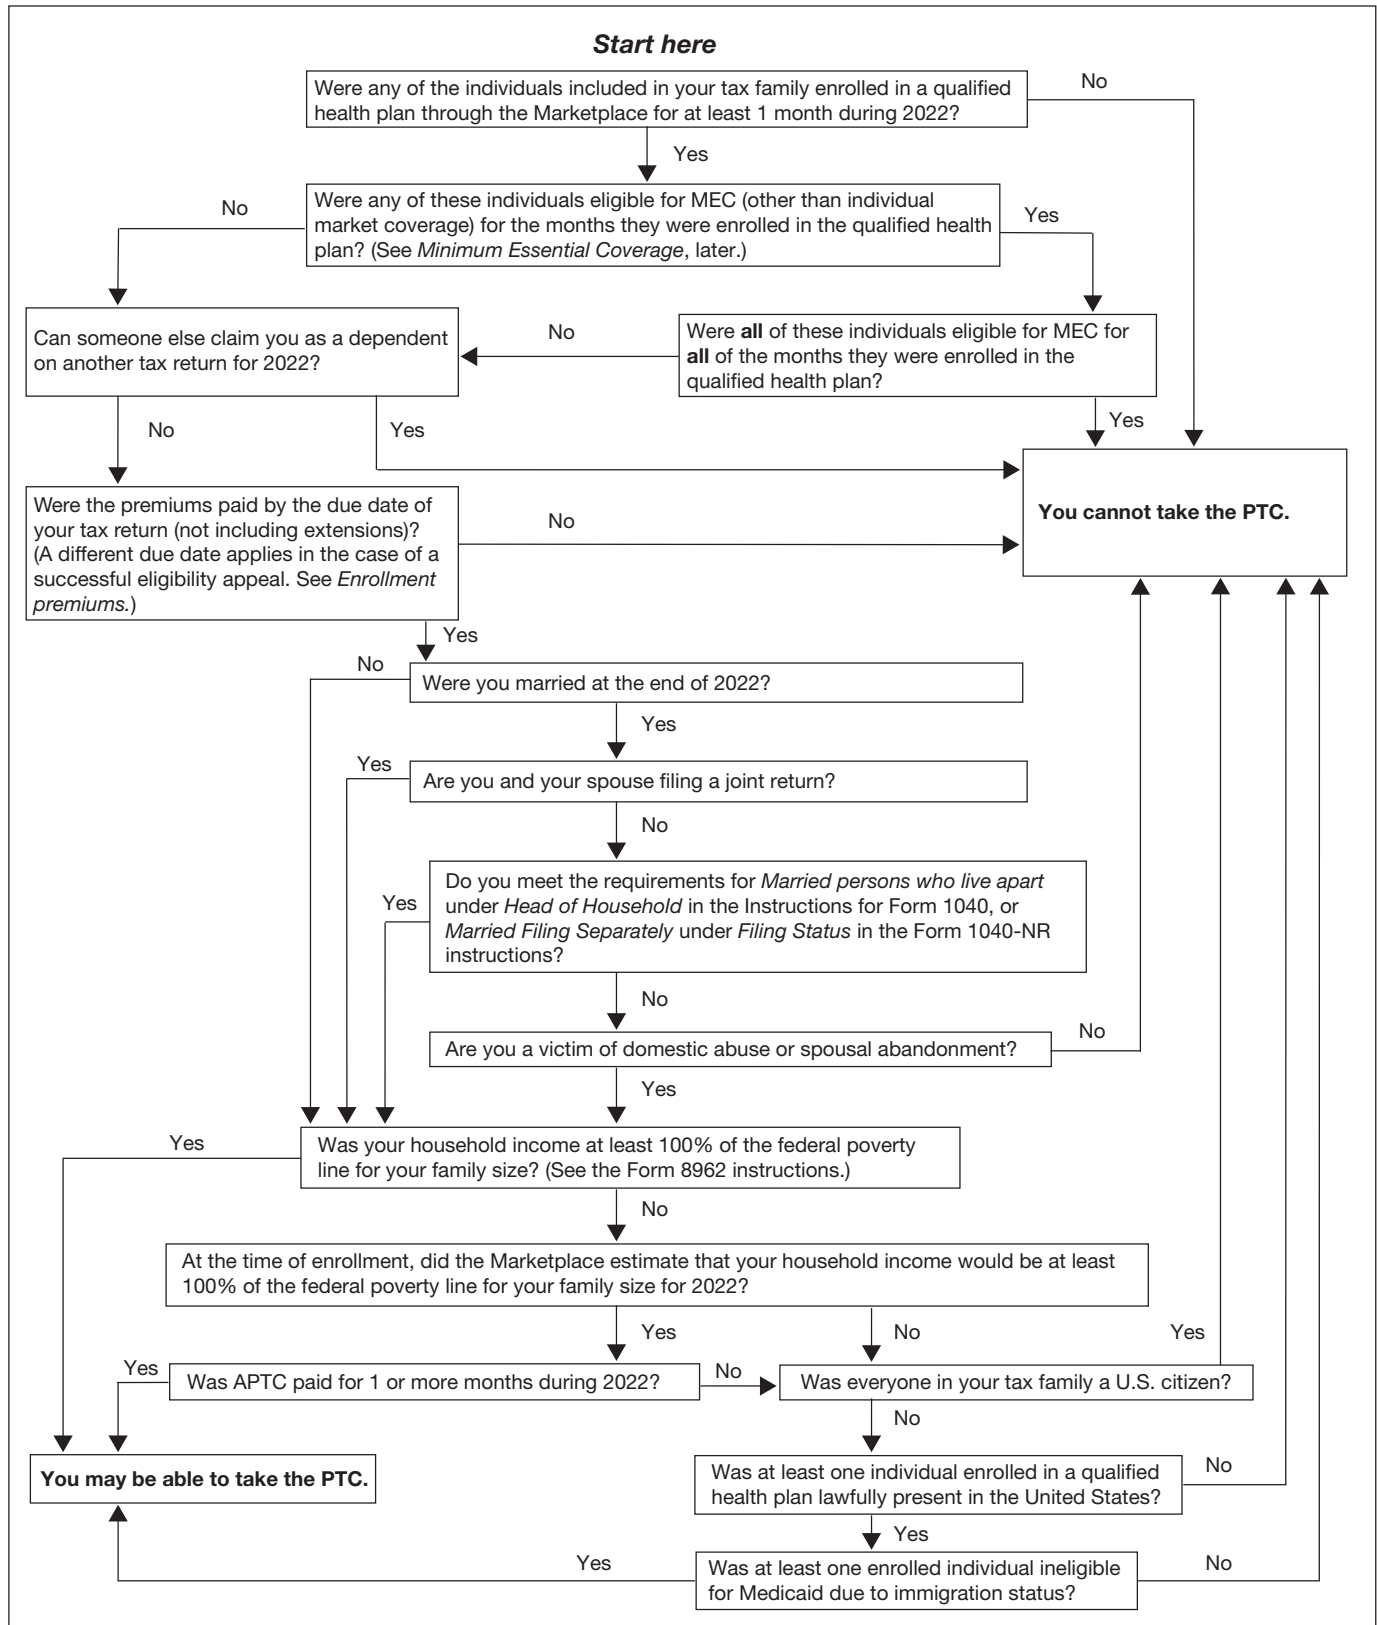 Start here
Were any of the individuals included in your tax family enrolled in a qualified
health plan through the Marketplace for at least 1 month during 2022?
No
Yes
Were any of these individuals eligible for MEC (other than individual
market coverage) for the months they were enrolled in the qualified health
plan? (See Minimum Essential Coverage, later.)
No
Yes
Can someone else claim you as a dependent
on another tax return for 2022?
No
Were all of these individuals eligible for MEC for
all of the months they were enrolled in the
qualified health plan?
No
Yes
Yes
You cannot take the PTC.
Were the premiums paid by the due date of
your tax return (not including extensions)?
(A different due date applies in the case of a
successful eligibility appeal. See Enrollment
premiums.)
No
Yes
No
Were you married at the end of 2022?
Yes
Yes
Are you and your spouse filing a joint return?
No
Yes
Do you meet the requirements for Married persons who live apart
under Head of Household in the Instructions for Form 1040, or
Married Filing Separately under Filing Status in the Form 1040-NR
instructions?
No
Are you a victim of domestic abuse or spousal abandonment?
No
Yes
Yes
Was your household income at least 100% of the federal poverty
line for your family size? (See the Form 8962 instructions.)
No
At the time of enrollment, did the Marketplace estimate that your household income would be at least
100% of the federal poverty line for your family size for 2022?
Yes
No
Yes
Yes
Was APTC paid for 1 or more months during 2022?
No
Was everyone in your tax family a U.S. citizen?
No
You may be able to take the PTC.
Was at least one individual enrolled in a qualified
health plan lawfully present in the United States?
No
Yes
Yes
Was at least one enrolled individual ineligible
for Medicaid due to immigration status?
No